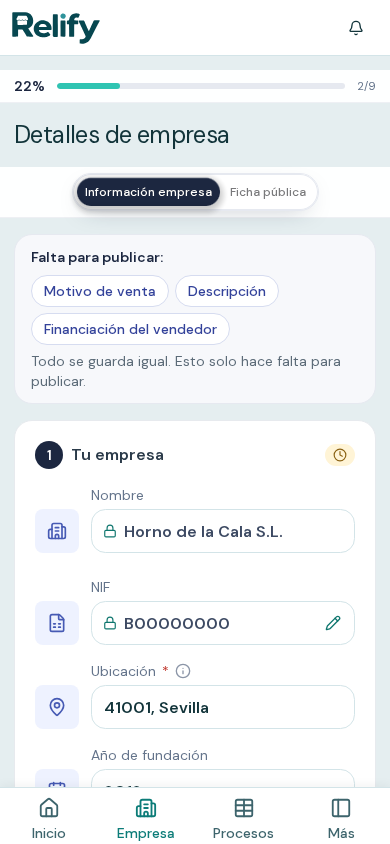 Relify
22%
2/9
Detalles de empresa
Información empresa
Ficha pública
Falta para publicar:
Motivo de venta
Descripción
Financiación del vendedor
Todo se guarda igual. Esto solo hace falta para
publicar.
1
Tu empresa
Nombre
Horno de la Cala S.L.
NIF
B00000000
Ubicación *
41001, Sevilla
Año de fundación
Inicio
Empresa
Procesos
Más